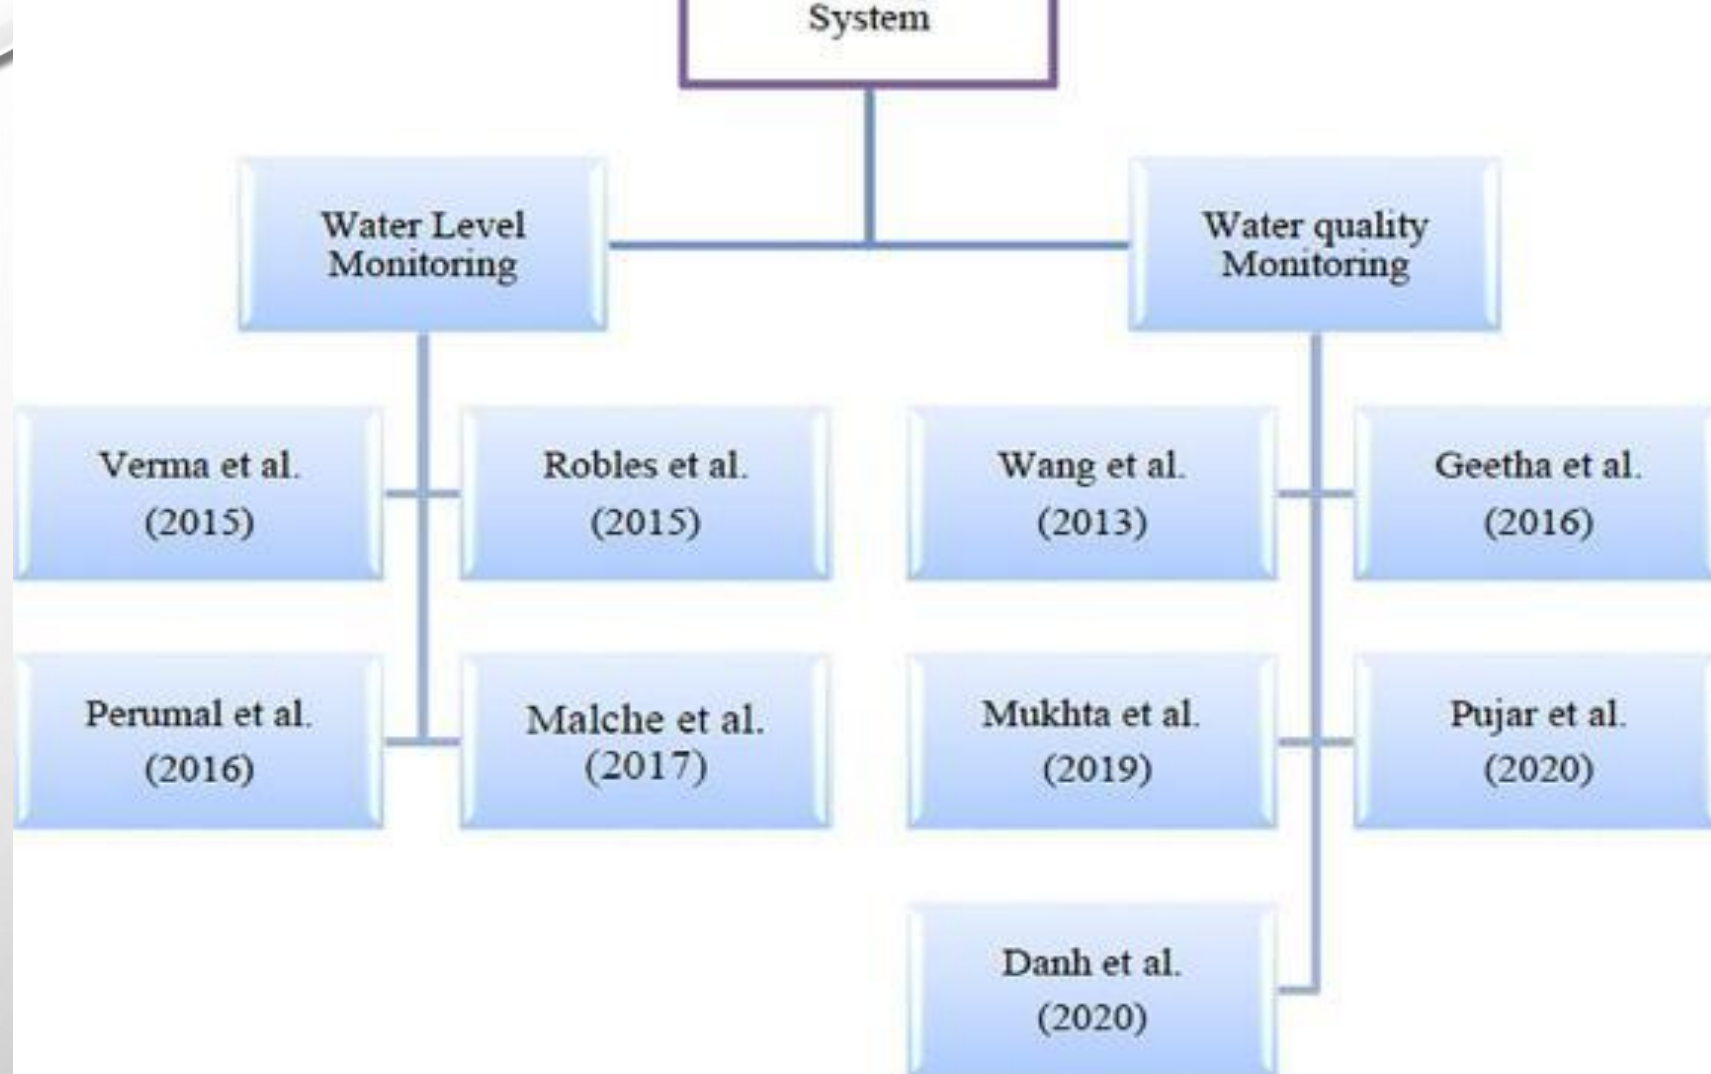 System
Water Level
Monitoring
Water quality
Monitoring
Verma et al.
(2015)
Robles et al.
(2015)
Wang et al.
(2013)
Geetha et al.
(2016)
Perumal et al.
(2016)
Malche et al.
(2017)
Mukhta et al.
(2019)
Pujar et al.
(2020)
Danh et al.
(2020)